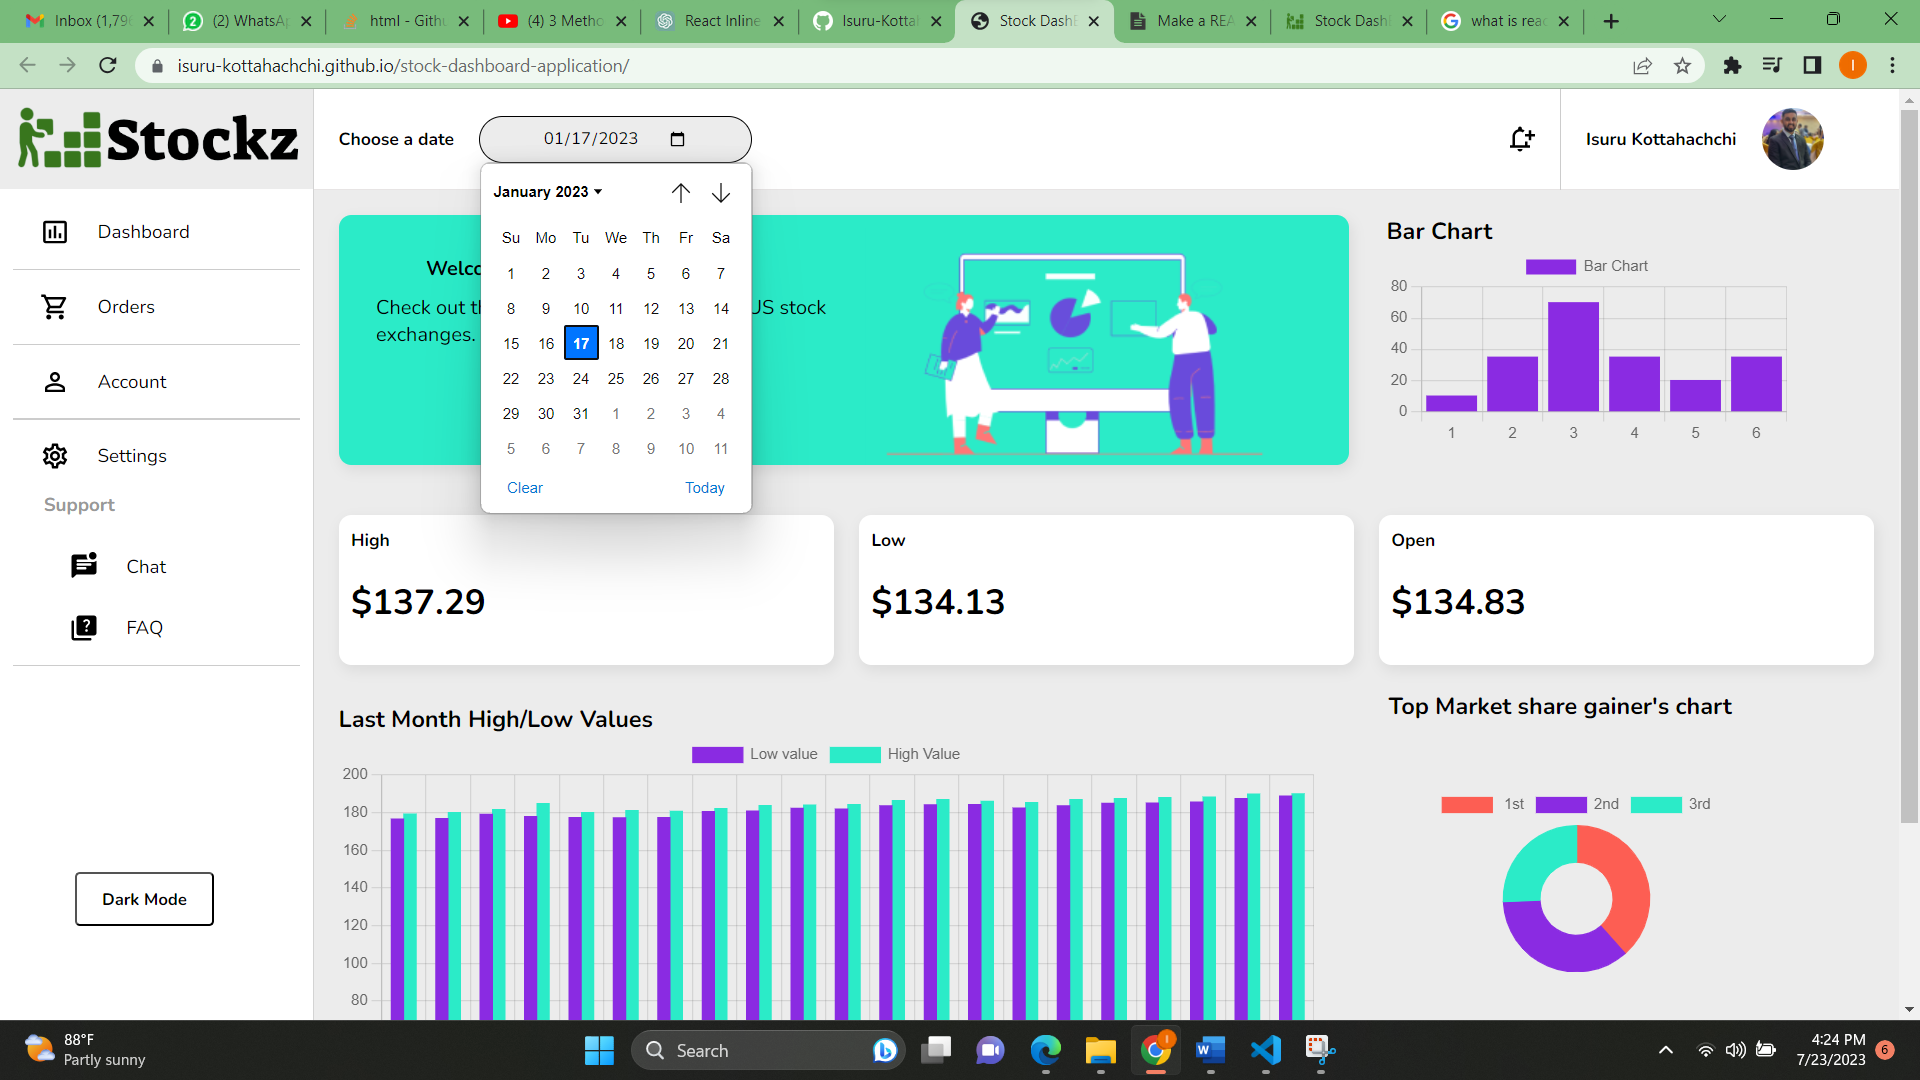 Inbox (1,796
(2) WhatsAp
html - Githu
(4) 3 Metho
React Inline
Isuru-Kottah
Stock DashB
Make a REA
Stock DashB
what is reac
isuru-kottahachchi.github.io/stock-dashboard-application/
Stockz
Choose a date
01/17/2023
Isuru Kottahachchi
January 2023
Su Mo Tu We Th Fr Sa
1 2 3 4 5 6 7
8 9 10 11 12 13 14
15 16 17 18 19 20 21
22 23 24 25 26 27 28
29 30 31 1 2 3 4
5 6 7 8 9 10 11
Clear Today
Dashboard
Orders
Account
Settings
Support
Chat
FAQ
Dark Mode
Welco
Check out th US stock
exchanges.
Bar Chart
Bar Chart
80
60
40
20
0
1 2 3 4 5 6
High
$137.29
Low
$134.13
Open
$134.83
Last Month High/Low Values
Low value High Value
200
180
160
140
120
100
80
Top Market share gainer's chart
1st 2nd 3rd
88°F
Partly sunny
Search
4:24 PM
7/23/2023
6